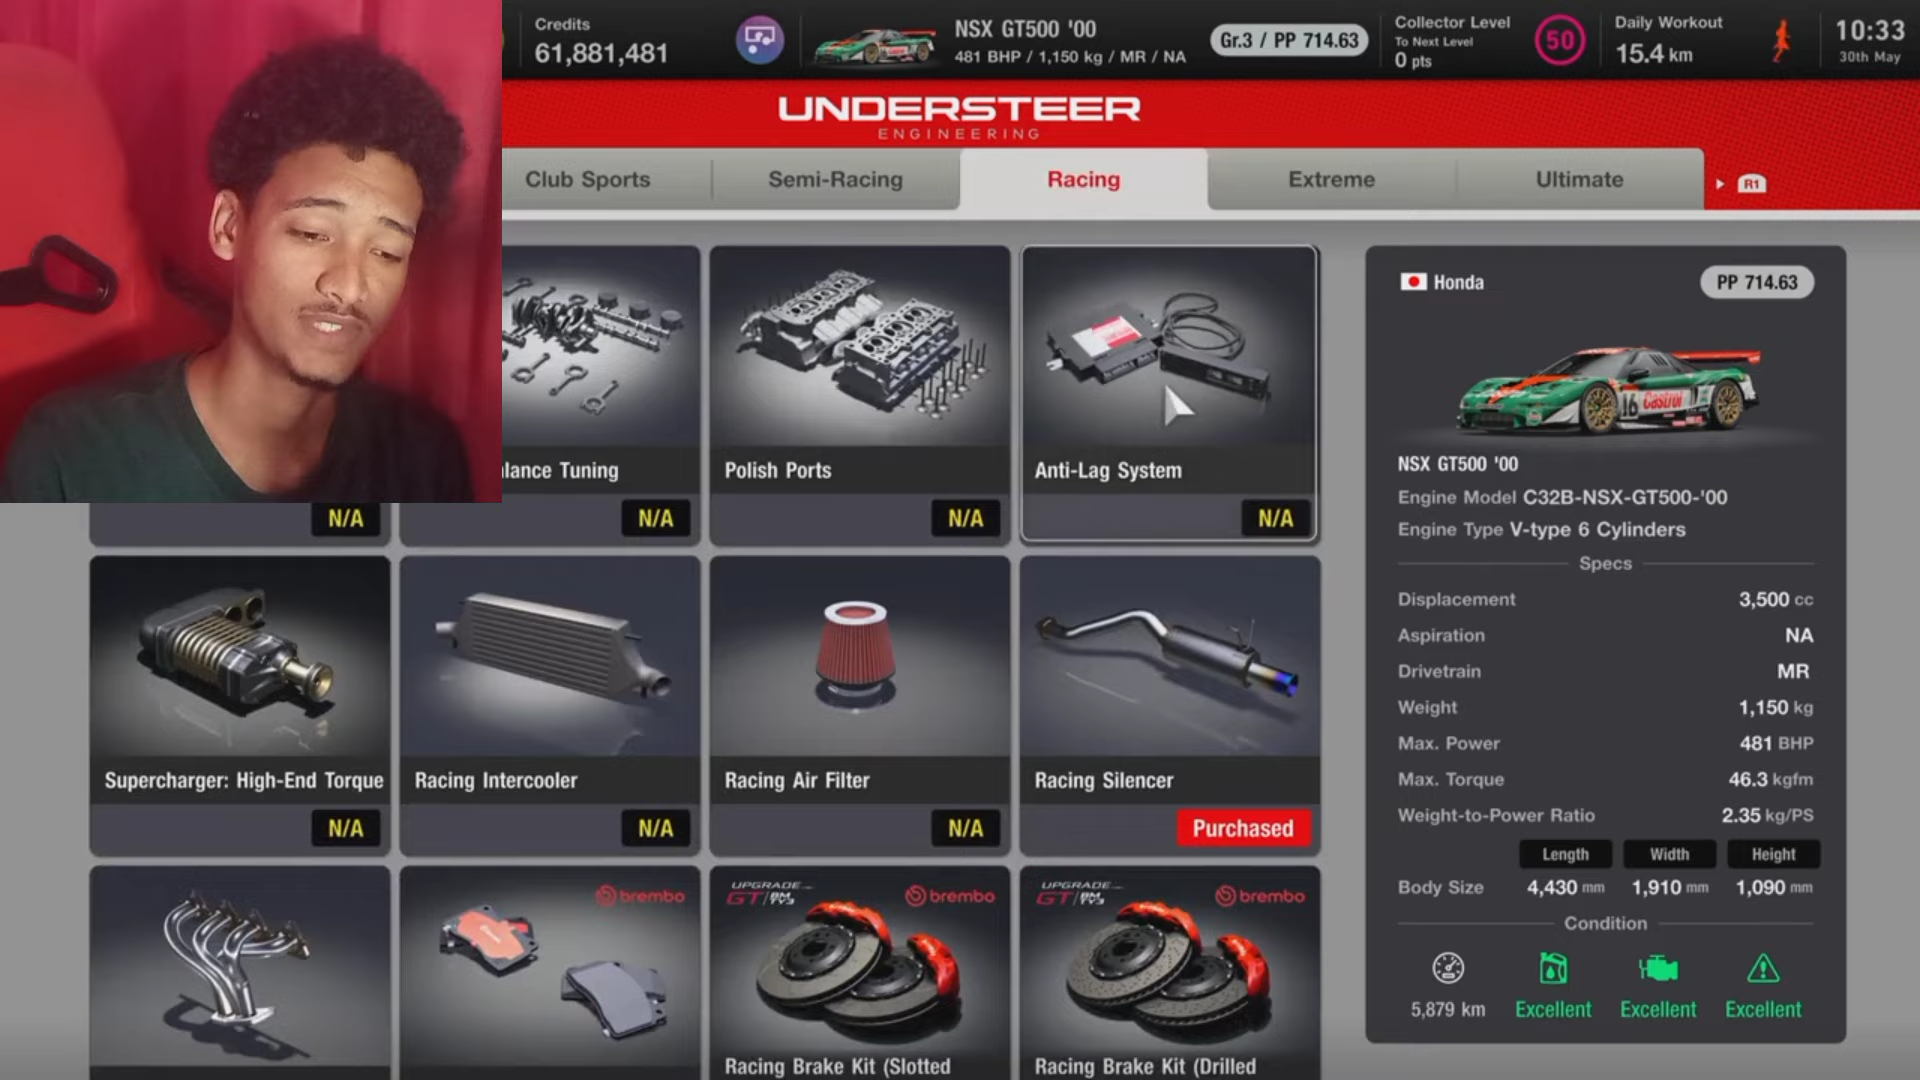 Credits
61,881,481
NSX GT500 '00
481 BHP / 1,150 kg / MR / NA
Gr.3 / PP 714.63
Collector Level
To Next Level
0 pts
50
Daily Workout
15.4 km
10:33
30th May
UNDERSTEER
ENGINEERING
Club Sports
Semi-Racing
Racing
Extreme
Ultimate
R1
lance Tuning
Polish Ports
Anti-Lag System
N/A
N/A
N/A
N/A
Supercharger: High-End Torque
Racing Intercooler
Racing Air Filter
Racing Silencer
N/A
N/A
N/A
Purchased
brembo
UPGRADE
GT/
brembo
UPGRADE
GT/
brembo
Racing Brake Kit (Slotted
Racing Brake Kit (Drilled
Honda
PP 714.63
16
Castrol
NSX GT500 '00
Engine Model C32B-NSX-GT500-'00
Engine Type V-type 6 Cylinders
Specs
Displacement 3,500 cc
Aspiration NA
Drivetrain MR
Weight 1,150 kg
Max. Power 481 BHP
Max. Torque 46.3 kgfm
Weight-to-Power Ratio 2.35 kg/PS
Length Width Height
Body Size 4,430 mm 1,910 mm 1,090 mm
Condition
5,879 km Excellent Excellent Excellent